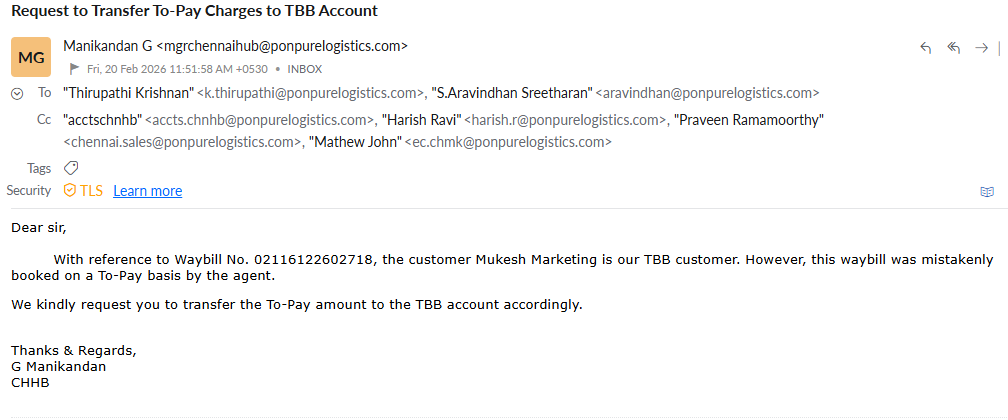 Request to Transfer To-Pay Charges to TBB Account
MG
Manikandan G <mgrchennaihub@ponpurelogistics.com>
Fri, 20 Feb 2026 11:51:58 AM +0530 • INBOX
To "Thirupathi Krishnan" <k.thirupathi@ponpurelogistics.com>, "S.Aravindhan Sreetharan" <aravindhan@ponpurelogistics.com>
Cc "acctschnhb" <accts.chnhb@ponpurelogistics.com>, "Harish Ravi" <harish.r@ponpurelogistics.com>, "Praveen Ramamoorthy"
<chennai.sales@ponpurelogistics.com>, "Mathew John" <ec.chmk@ponpurelogistics.com>
Tags
Security TLS Learn more
Dear sir,
With reference to Waybill No. 02116122602718, the customer Mukesh Marketing is our TBB customer. However, this waybill was mistakenly
booked on a To-Pay basis by the agent.
We kindly request you to transfer the To-Pay amount to the TBB account accordingly.
Thanks & Regards,
G Manikandan
CHHB